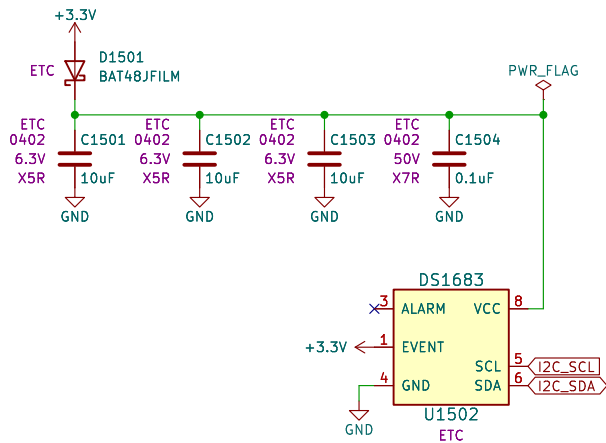 +3.3V
D1501
ETC
BAT48JFILM
PWR_FLAG
ETC
0402
6.3V
X5R
C1501
10uF
GND
ETC
0402
6.3V
X5R
C1502
10uF
GND
ETC
0402
6.3V
X5R
C1503
10uF
GND
ETC
0402
50V
X7R
C1504
0.1uF
GND
DS1683
3 ALARM
VCC 8
+3.3V
1 EVENT
SCL 5
I2C_SCL
4 GND
SDA 6
I2C_SDA
GND
U1502
ETC